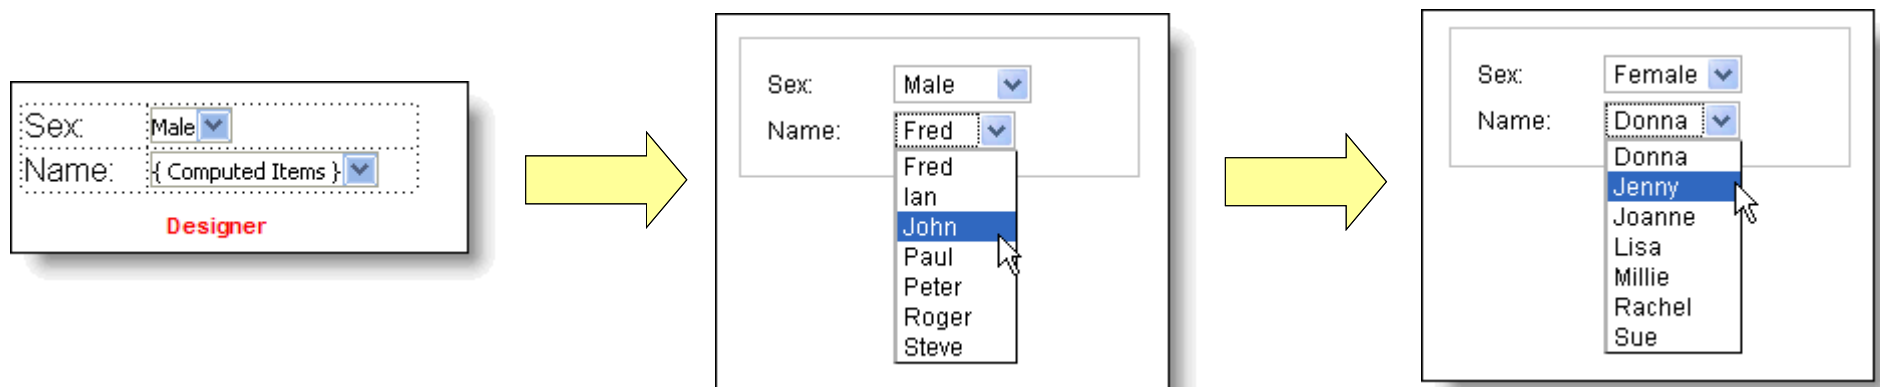 Sex: Male
Name: { Computed Items }
Designer
Sex: Male
Name: Fred
Fred
Ian
John
Paul
Peter
Roger
Steve
Sex: Female
Name: Donna
Donna
Jenny
Joanne
Lisa
Millie
Rachel
Sue